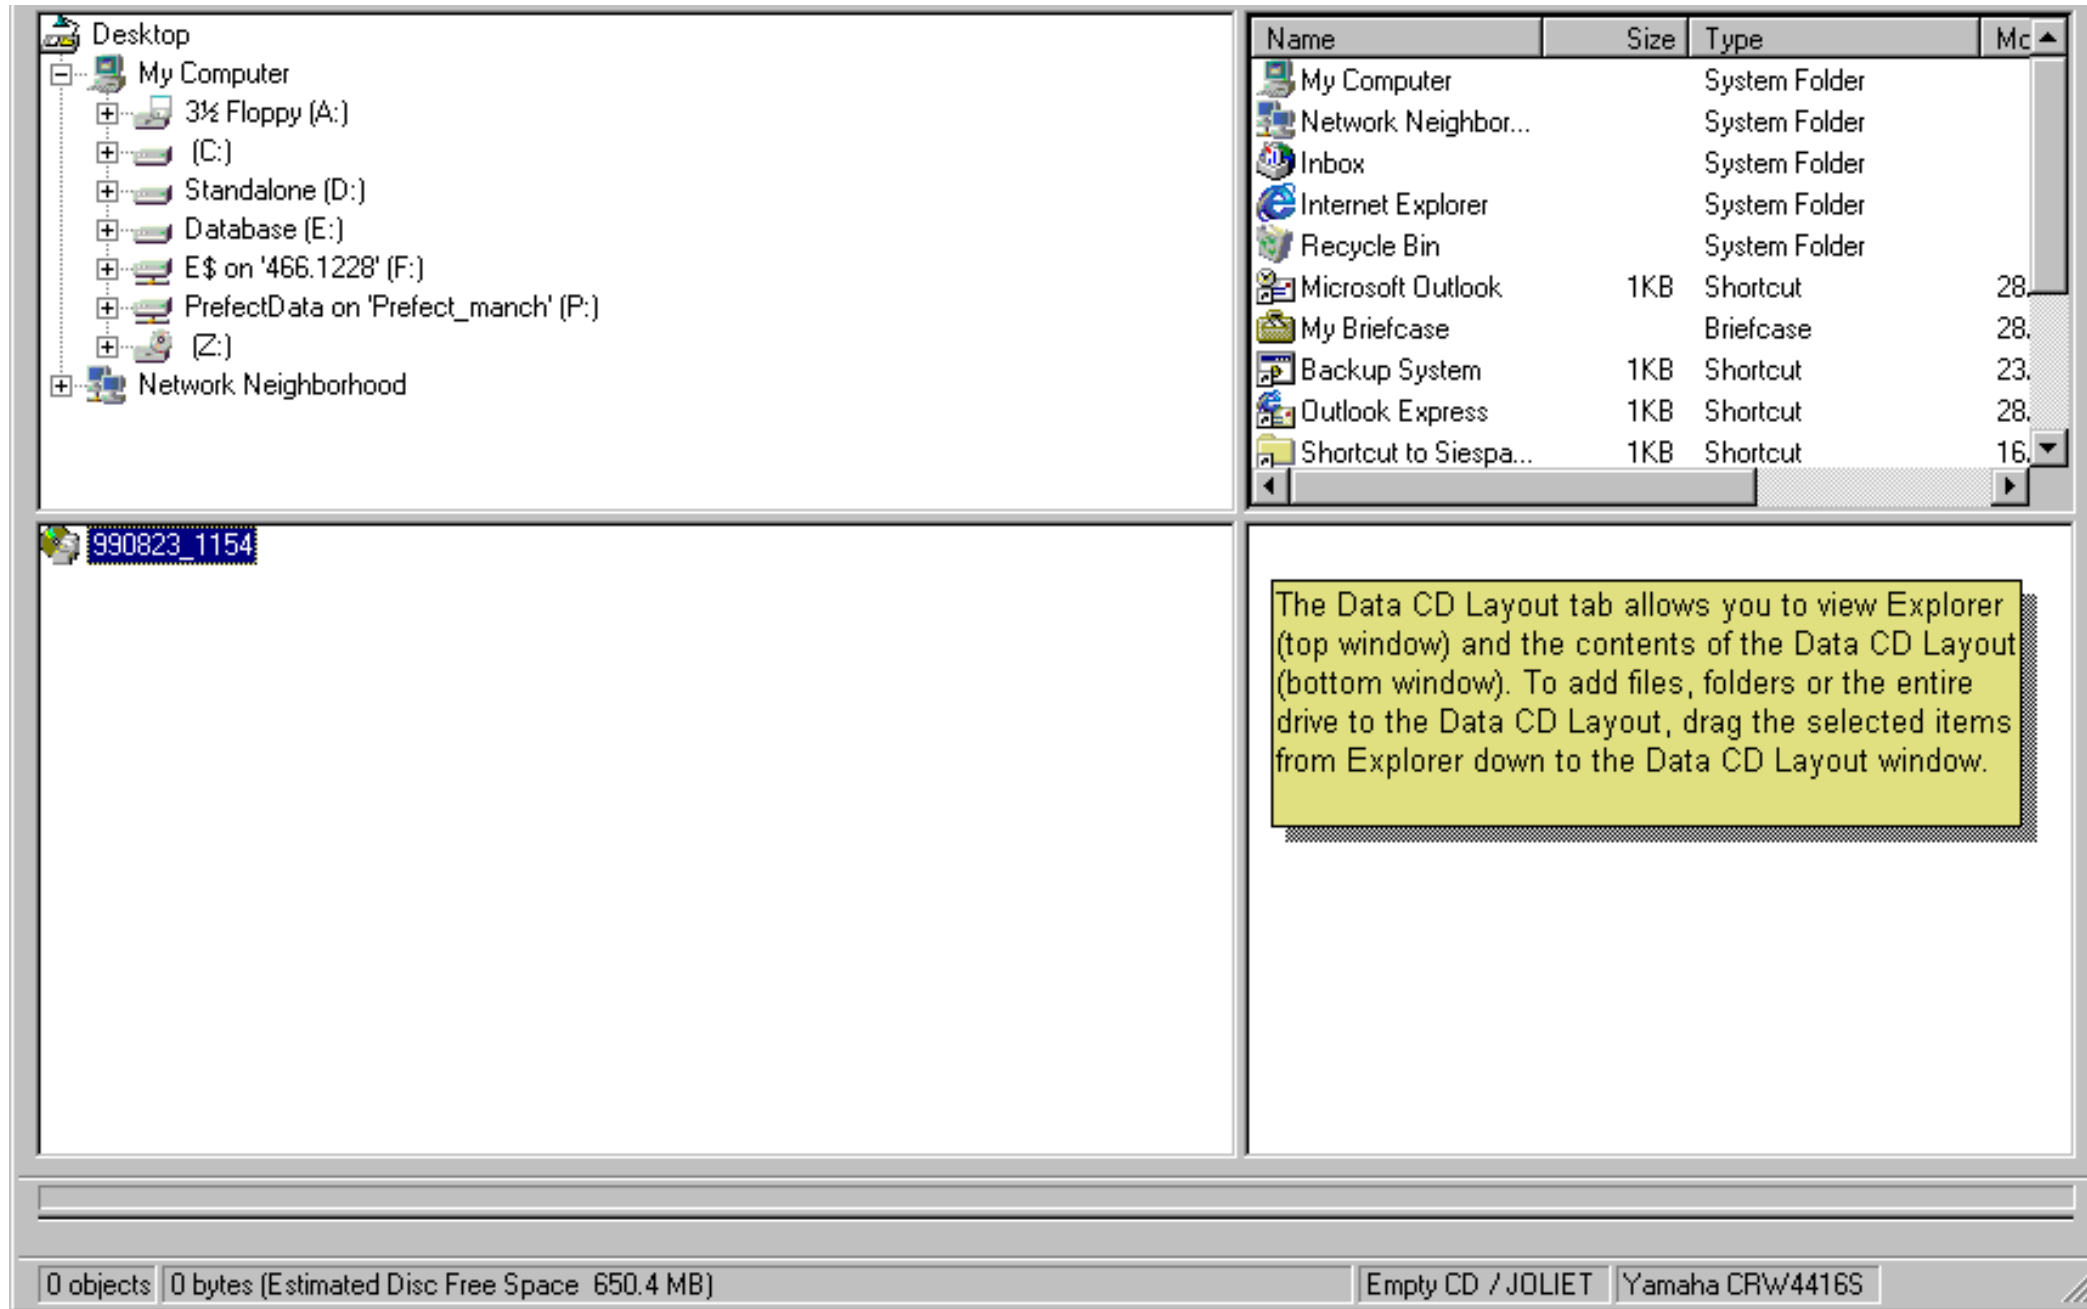 Desktop
My Computer
3½ Floppy (A:)
(C:)
Standalone (D:)
Database (E:)
E$ on '466.1228' (F:)
PrefectData on 'Prefect_manch' (P:)
(Z:)
Network Neighborhood
Name Size Type
My Computer System Folder
Network Neighbor... System Folder
Inbox System Folder
Internet Explorer System Folder
Recycle Bin System Folder
Microsoft Outlook 1KB Shortcut 28.
My Briefcase Briefcase 28.
Backup System 1KB Shortcut 23.
Outlook Express 1KB Shortcut 28.
Shortcut to Siespa... 1KB Shortcut 16.
990823_1154
The Data CD Layout tab allows you to view Explorer
(top window) and the contents of the Data CD Layout
(bottom window). To add files, folders or the entire
drive to the Data CD Layout, drag the selected items
from Explorer down to the Data CD Layout window.
0 objects 0 bytes (Estimated Disc Free Space 650.4 MB) Empty CD / JOLIET Yamaha CRW4416S